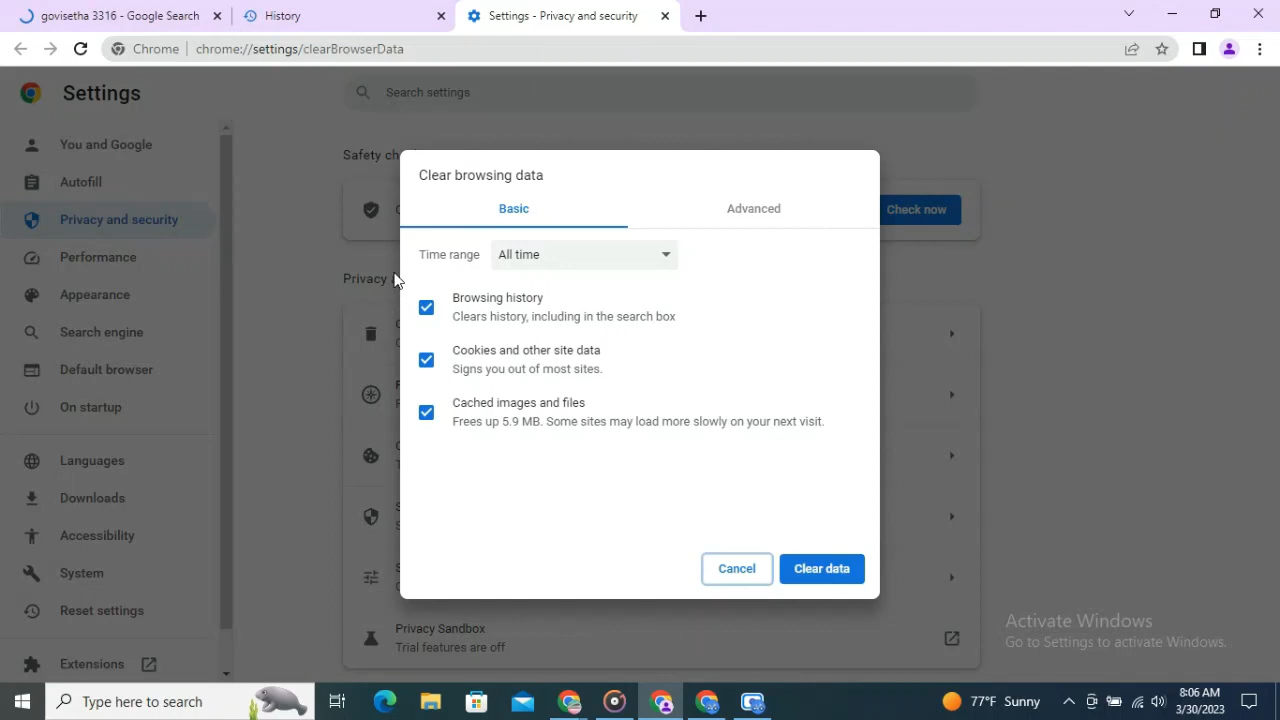 govisetha 3316 - Google Search
History
Settings - Privacy and security
Chrome
chrome://settings/clearBrowserData
Settings
Search settings
You and Google
Autofill
Privacy and security
Performance
Appearance
Search engine
Default browser
On startup
Languages
Downloads
Accessibility
System
Reset settings
Extensions
Safety ch
Check now
Privacy
Clear browsing data
Basic
Advanced
Time range
All time
Browsing history
Clears history, including in the search box
Cookies and other site data
Signs you out of most sites.
Cached images and files
Frees up 5.9 MB. Some sites may load more slowly on your next visit.
Cancel
Clear data
Privacy Sandbox
Trial features are off
Activate Windows
Go to Settings to activate Windows.
Type here to search
77°F Sunny
8:06 AM
3/30/2023